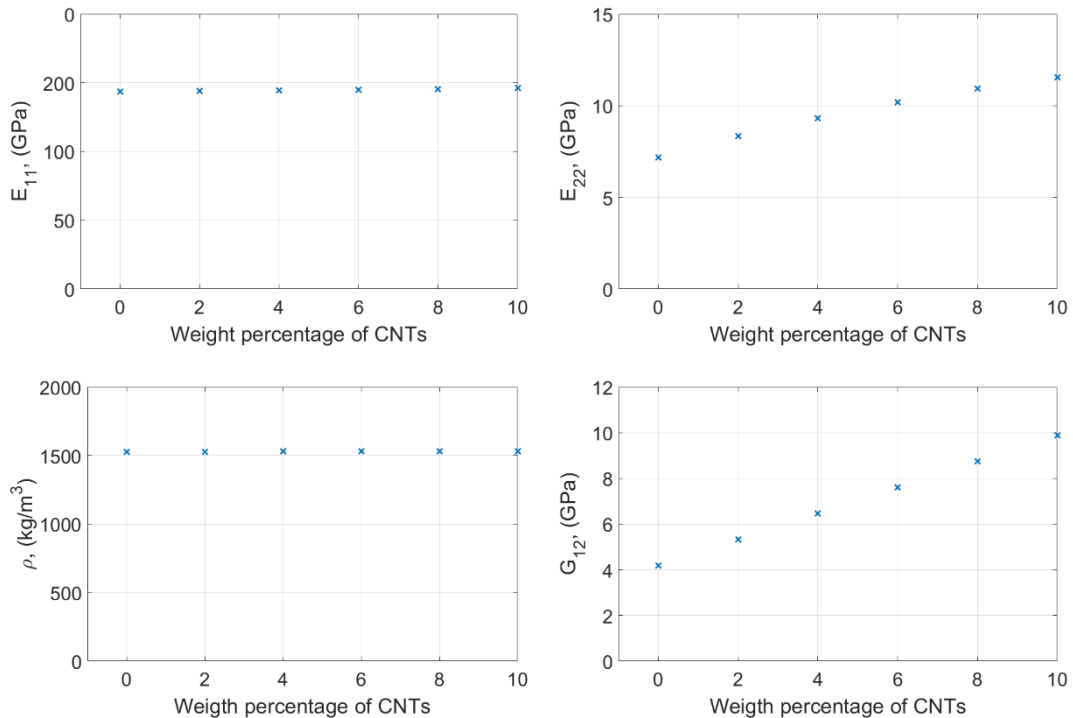 0
200
100
50
0
E11, (GPa)
0 2 4 6 8 10
Weight percentage of CNTs
15
10
5
0
E22, (GPa)
0 2 4 6 8 10
Weight percentage of CNTs
2000
1500
1000
500
0
ρ, (kg/m3)
0 2 4 6 8 10
Weigth percentage of CNTs
12
10
8
6
4
2
0
G12, (GPa)
0 2 4 6 8 10
Weigth percentage of CNTs